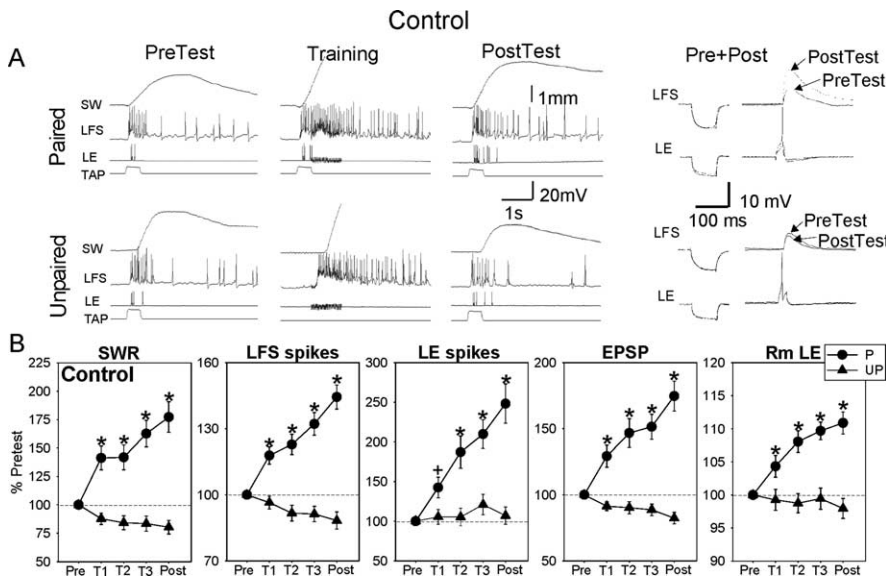 Control
A
PreTest
Training
PostTest
Pre+Post
Paired
SW
LFS
LE
TAP
1mm
20mV
1s
LFS
PostTest
PreTest
LE
10 mV
100 ms
Unpaired
SW
LFS
LE
TAP
LFS
PreTest
PostTest
LE
B
SWR
LFS spikes
LE spikes
EPSP
Rm LE
P
UP
Control
% Pretest
225
200
175
150
125
100
75
50
* * * *
Pre T1 T2 T3 Post
160
140
120
100
70
* * * *
Pre T1 T2 T3 Post
300
250
200
150
100
50
+ * * *
Pre T1 T2 T3 Post
200
150
100
50
* * * *
Pre T1 T2 T3 Post
120
115
110
105
100
95
90
* * * *
Pre T1 T2 T3 Post